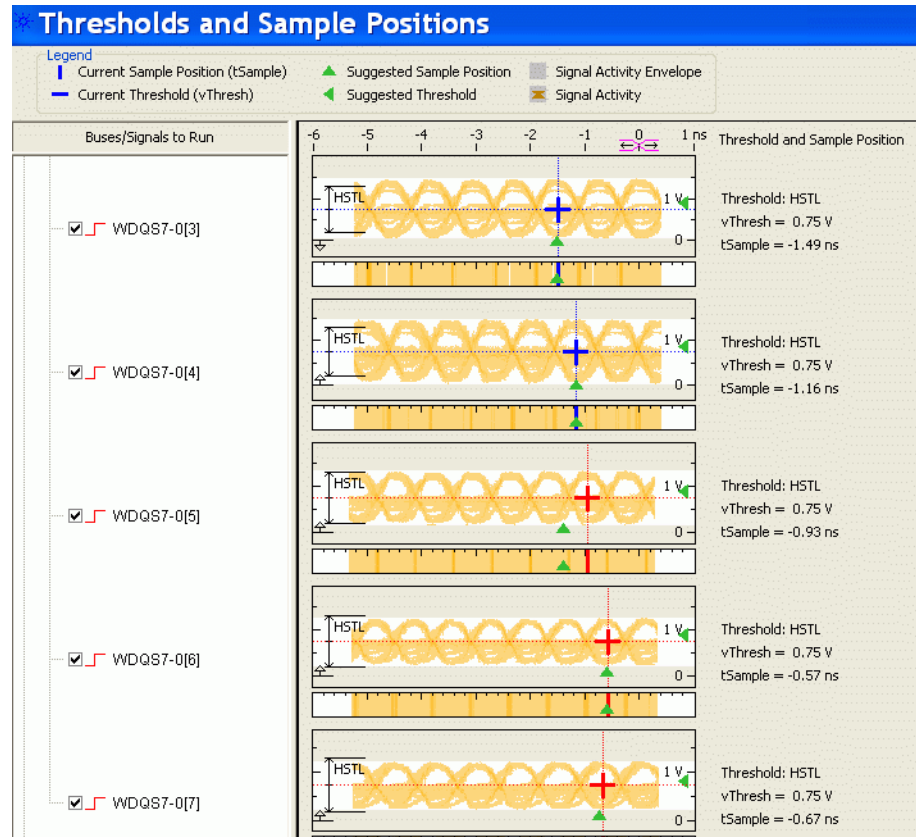 Thresholds and Sample Positions
Legend
Current Sample Position (tSample)
Suggested Sample Position
Signal Activity Envelope
Current Threshold (vThresh)
Suggested Threshold
Signal Activity
Buses/Signals to Run
-6 -5 -4 -3 -2 -1 0 1 ns
Threshold and Sample Position
WDQS7-0[3]
HSTL
1 V
0
Threshold: HSTL
vThresh = 0.75 V
tSample = -1.49 ns
WDQS7-0[4]
HSTL
1 V
0
Threshold: HSTL
vThresh = 0.75 V
tSample = -1.16 ns
WDQS7-0[5]
HSTL
1 V
0
Threshold: HSTL
vThresh = 0.75 V
tSample = -0.93 ns
WDQS7-0[6]
HSTL
1 V
0
Threshold: HSTL
vThresh = 0.75 V
tSample = -0.57 ns
WDQS7-0[7]
HSTL
1 V
0
Threshold: HSTL
vThresh = 0.75 V
tSample = -0.67 ns